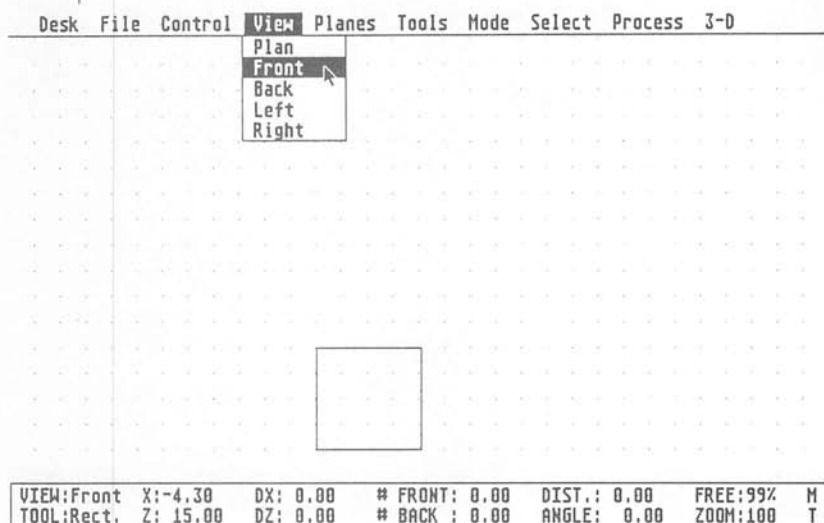 Desk File Control View Planes Tools Mode Select Process 3-D
Plan
Front
Back
Left
Right
VIEW:Front X:-4.30 DX: 0.00 # FRONT: 0.00 DIST.: 0.00 FREE:99% M
TOOL:Rect. Z: 15.00 DZ: 0.00 # BACK : 0.00 ANGLE: 0.00 ZOOM:100 T